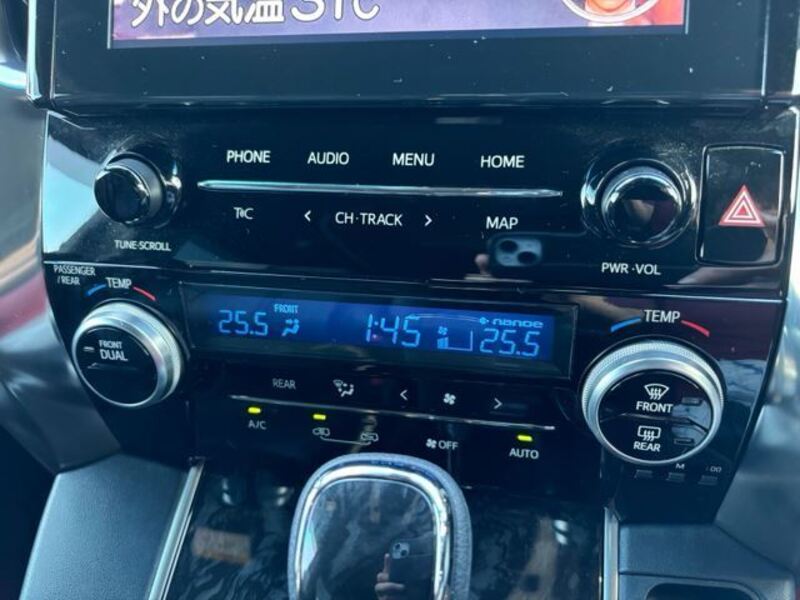 外の気温31℃
PHONE AUDIO MENU HOME
T&C < CH·TRACK > MAP
TUNE·SCROLL
PWR·VOL
PASSENGER
/REAR
TEMP
TEMP
FRONT
DUAL
25.5 FRONT 1:45 nanoe 25.5
FRONT
REAR
REAR < >
A/C OFF AUTO
M